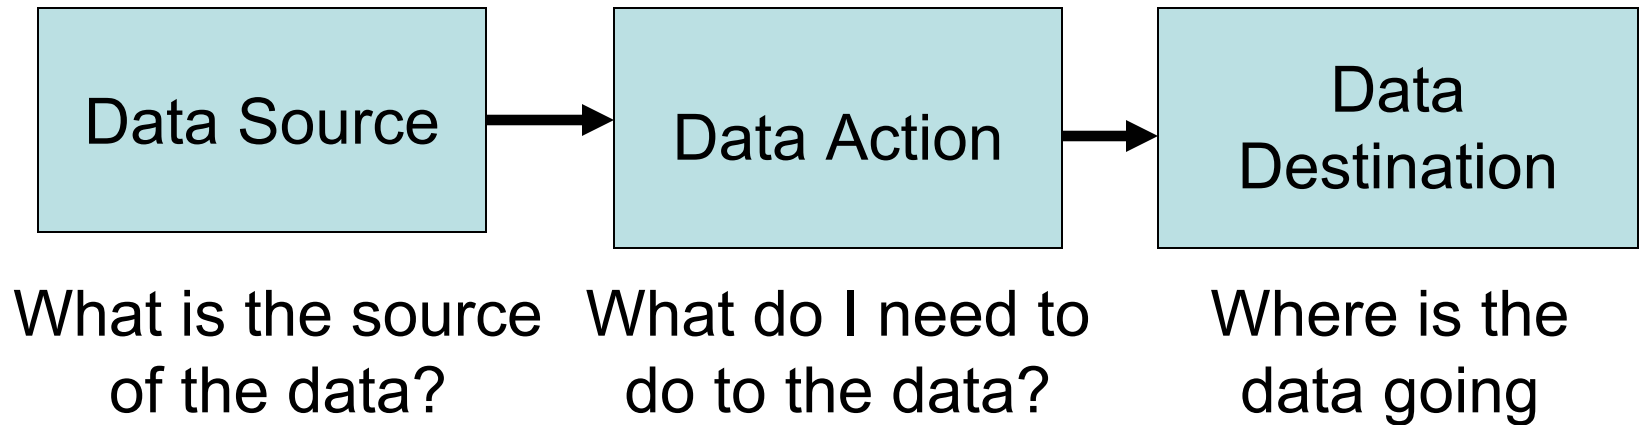 Data Source
Data Action
Data
Destination
What is the source
of the data?
What do I need to
do to the data?
Where is the
data going